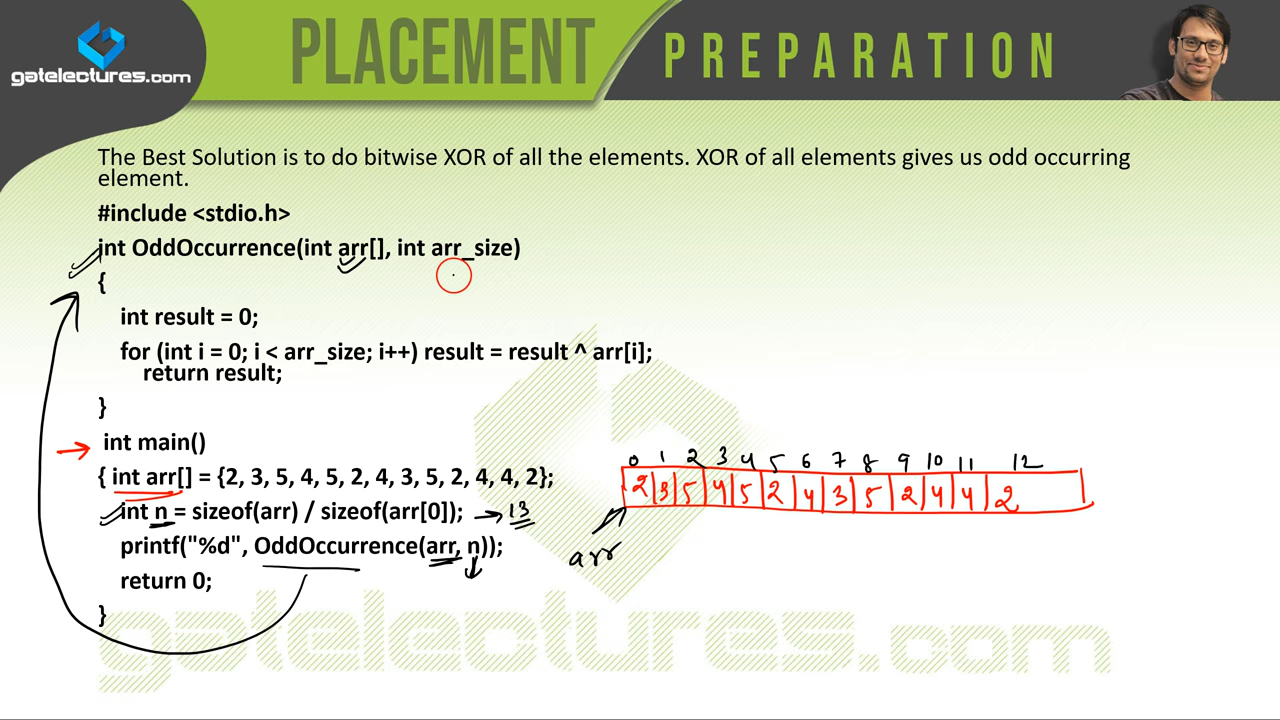 gatelectures.com
PLACEMENT PREPARATION
The Best Solution is to do bitwise XOR of all the elements. XOR of all elements gives us odd occurring
element.
#include <stdio.h>
int OddOccurrence(int arr[], int arr_size)
{
int result = 0;
for (int i = 0; i < arr_size; i++) result = result ^ arr[i];
return result;
}
int main()
{ int arr[] = {2, 3, 5, 4, 5, 2, 4, 3, 5, 2, 4, 4, 2};
int n = sizeof(arr) / sizeof(arr[0]); → 13
printf("%d", OddOccurrence(arr, n));
return 0;
}
0 1 2 3 4 5 6 7 8 9 10 11 12
2 3 5 4 5 2 4 3 5 2 4 4 2
arr
gatelectures.com